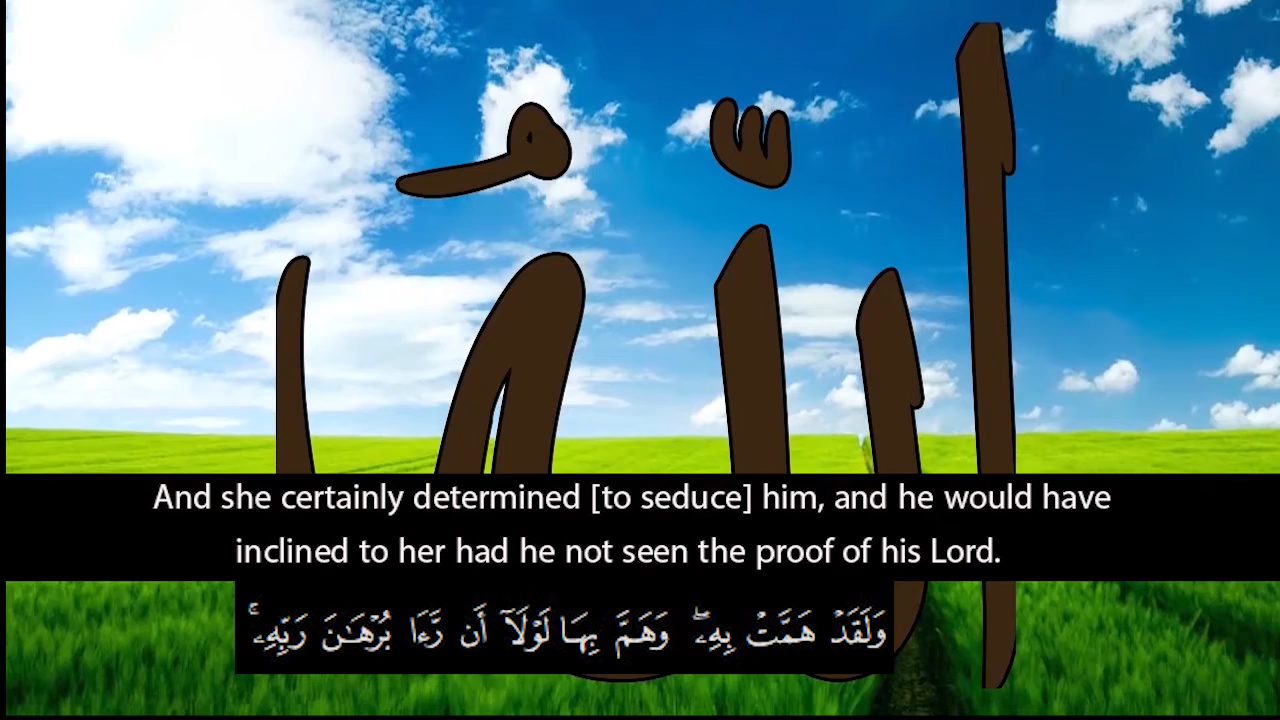 And she certainly determined [to seduce] him, and he would have
inclined to her had he not seen the proof of his Lord.
وَلَقَدْ هَمَّتْ بِهِۦ ۖ وَهَمَّ بِهَا لَوْلَآ أَن رَّءَا بُرْهَـٰنَ رَبِّهِۦ ۚ